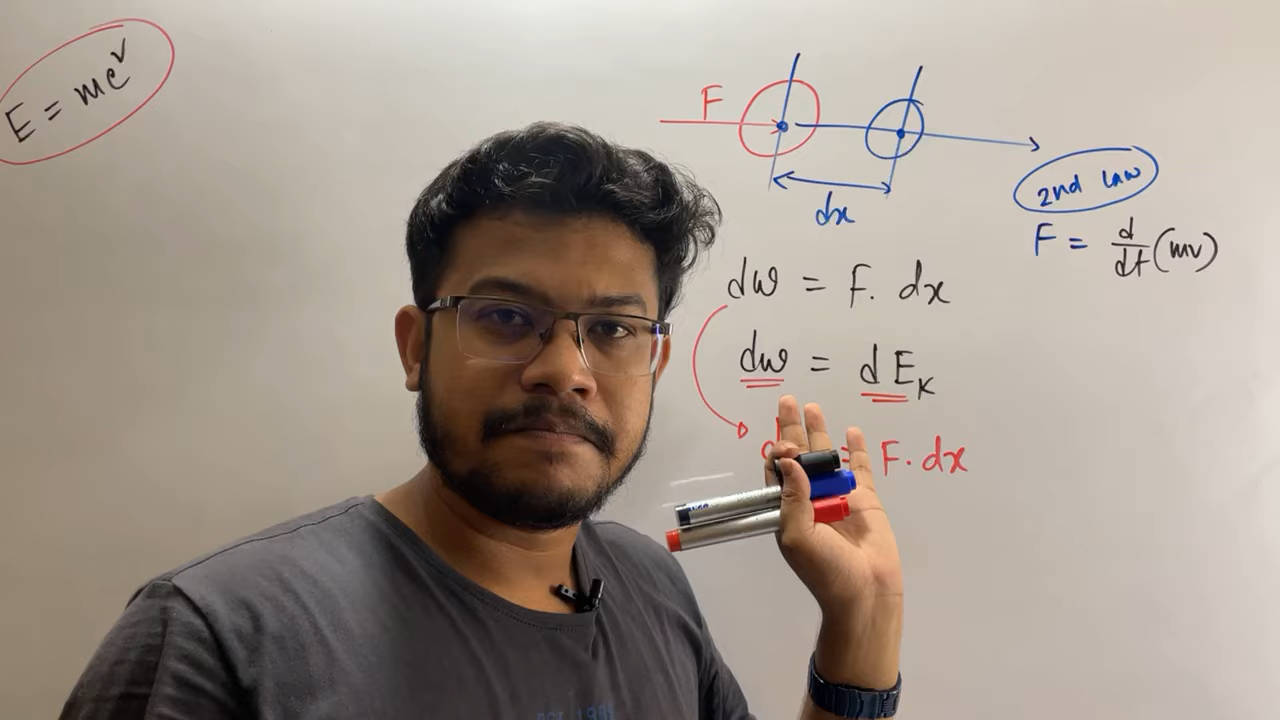 E = mc²
F
dx
2nd law
F = d/dt (mv)
dw = F. dx
dw = dE_K
= F. dx